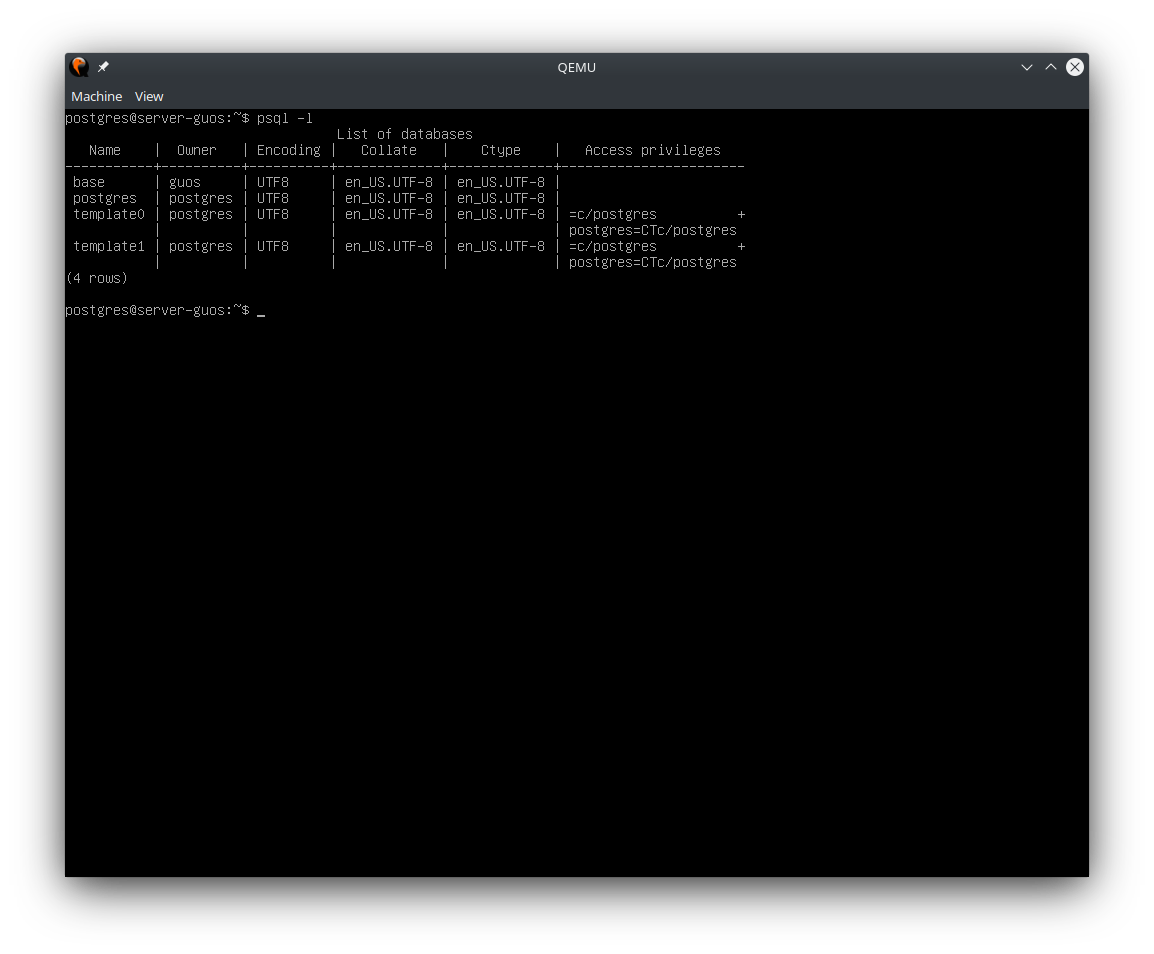 QEMU
Machine View
postgres@server-guos:~$ psql -l
                                  List of databases
   Name    |  Owner   | Encoding |   Collate   |    Ctype    |   Access privileges
-----------+----------+----------+-------------+-------------+-----------------------
 base      | guos     | UTF8     | en_US.UTF-8 | en_US.UTF-8 |
 postgres  | postgres | UTF8     | en_US.UTF-8 | en_US.UTF-8 |
 template0 | postgres | UTF8     | en_US.UTF-8 | en_US.UTF-8 | =c/postgres          +
           |          |          |             |             | postgres=CTc/postgres
 template1 | postgres | UTF8     | en_US.UTF-8 | en_US.UTF-8 | =c/postgres          +
           |          |          |             |             | postgres=CTc/postgres
(4 rows)
postgres@server-guos:~$ _